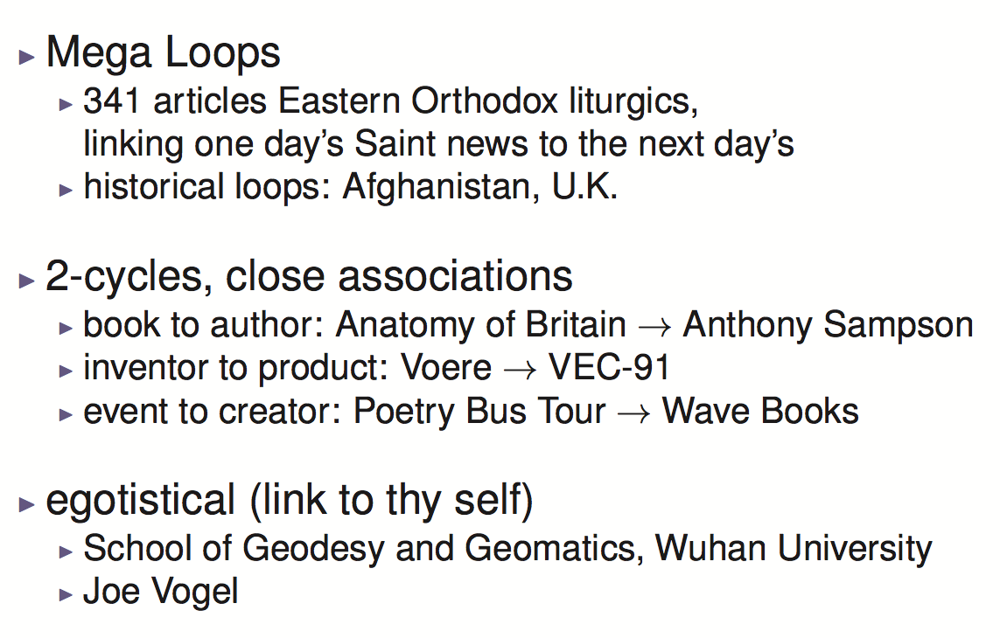 ▸ Mega Loops
▸ 341 articles Eastern Orthodox liturgics,
linking one day's Saint news to the next day's
▸ historical loops: Afghanistan, U.K.
▸ 2-cycles, close associations
▸ book to author: Anatomy of Britain → Anthony Sampson
▸ inventor to product: Voere → VEC-91
▸ event to creator: Poetry Bus Tour → Wave Books
▸ egotistical (link to thy self)
▸ School of Geodesy and Geomatics, Wuhan University
▸ Joe Vogel